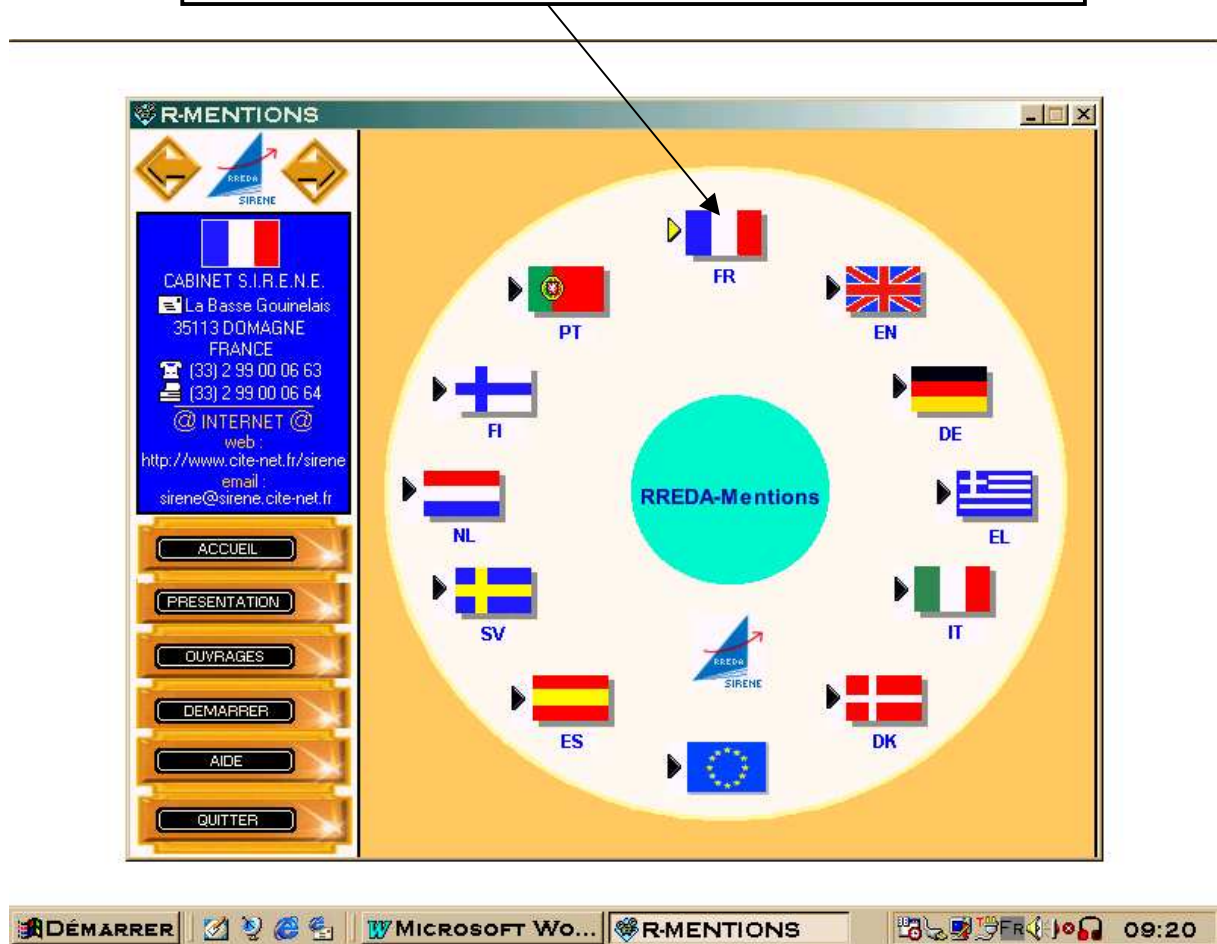 R-MENTIONS
RREDA
SIRENE
CABINET S.I.R.E.N.E.
La Basse Gouinelais
35113 DOMAGNE
FRANCE
(33) 2 99 00 06 63
(33) 2 99 00 06 64
@ INTERNET @
web :
http://www.cite-net.fr/sirene
email :
sirene@sirene.cite-net.fr
ACCUEIL
PRESENTATION
OUVRAGES
DEMARRER
AIDE
QUITTER
FR
PT
EN
FI
DE
RREDA-Mentions
NL
EL
SV
IT
RREDA
SIRENE
ES
DK
DÉMARRER
MICROSOFT WO...
R-MENTIONS
FR
09:20